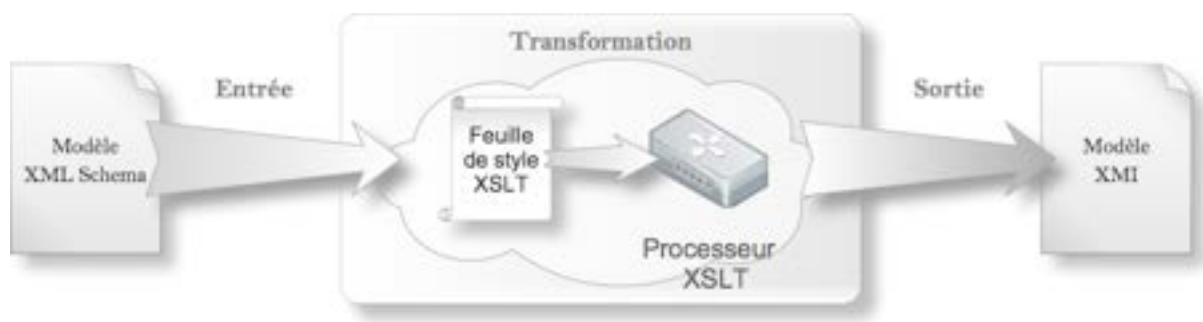 Transformation
Entrée
Sortie
Modèle
XML Schema
Feuille
de style
XSLT
Processeur
XSLT
Modèle
XMI